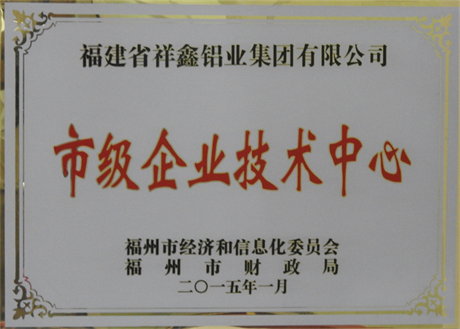 福建省祥鑫铝业集团有限公司
市级企业技术中心
福州市经济和信息化委员会
福州市财政局
二〇一五年一月